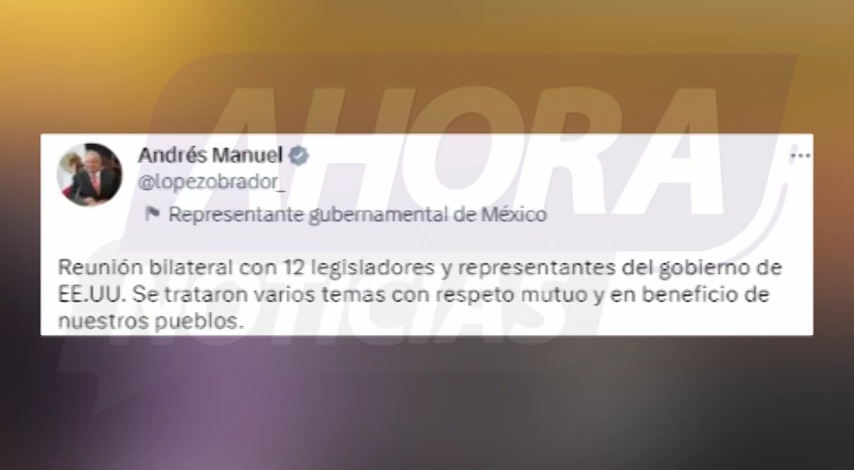 AHORA
NOTICIAS
Andrés Manuel
@lopezobrador_
Representante gubernamental de México
Reunión bilateral con 12 legisladores y representantes del gobierno de
EE.UU. Se trataron varios temas con respeto mutuo y en beneficio de
nuestros pueblos.